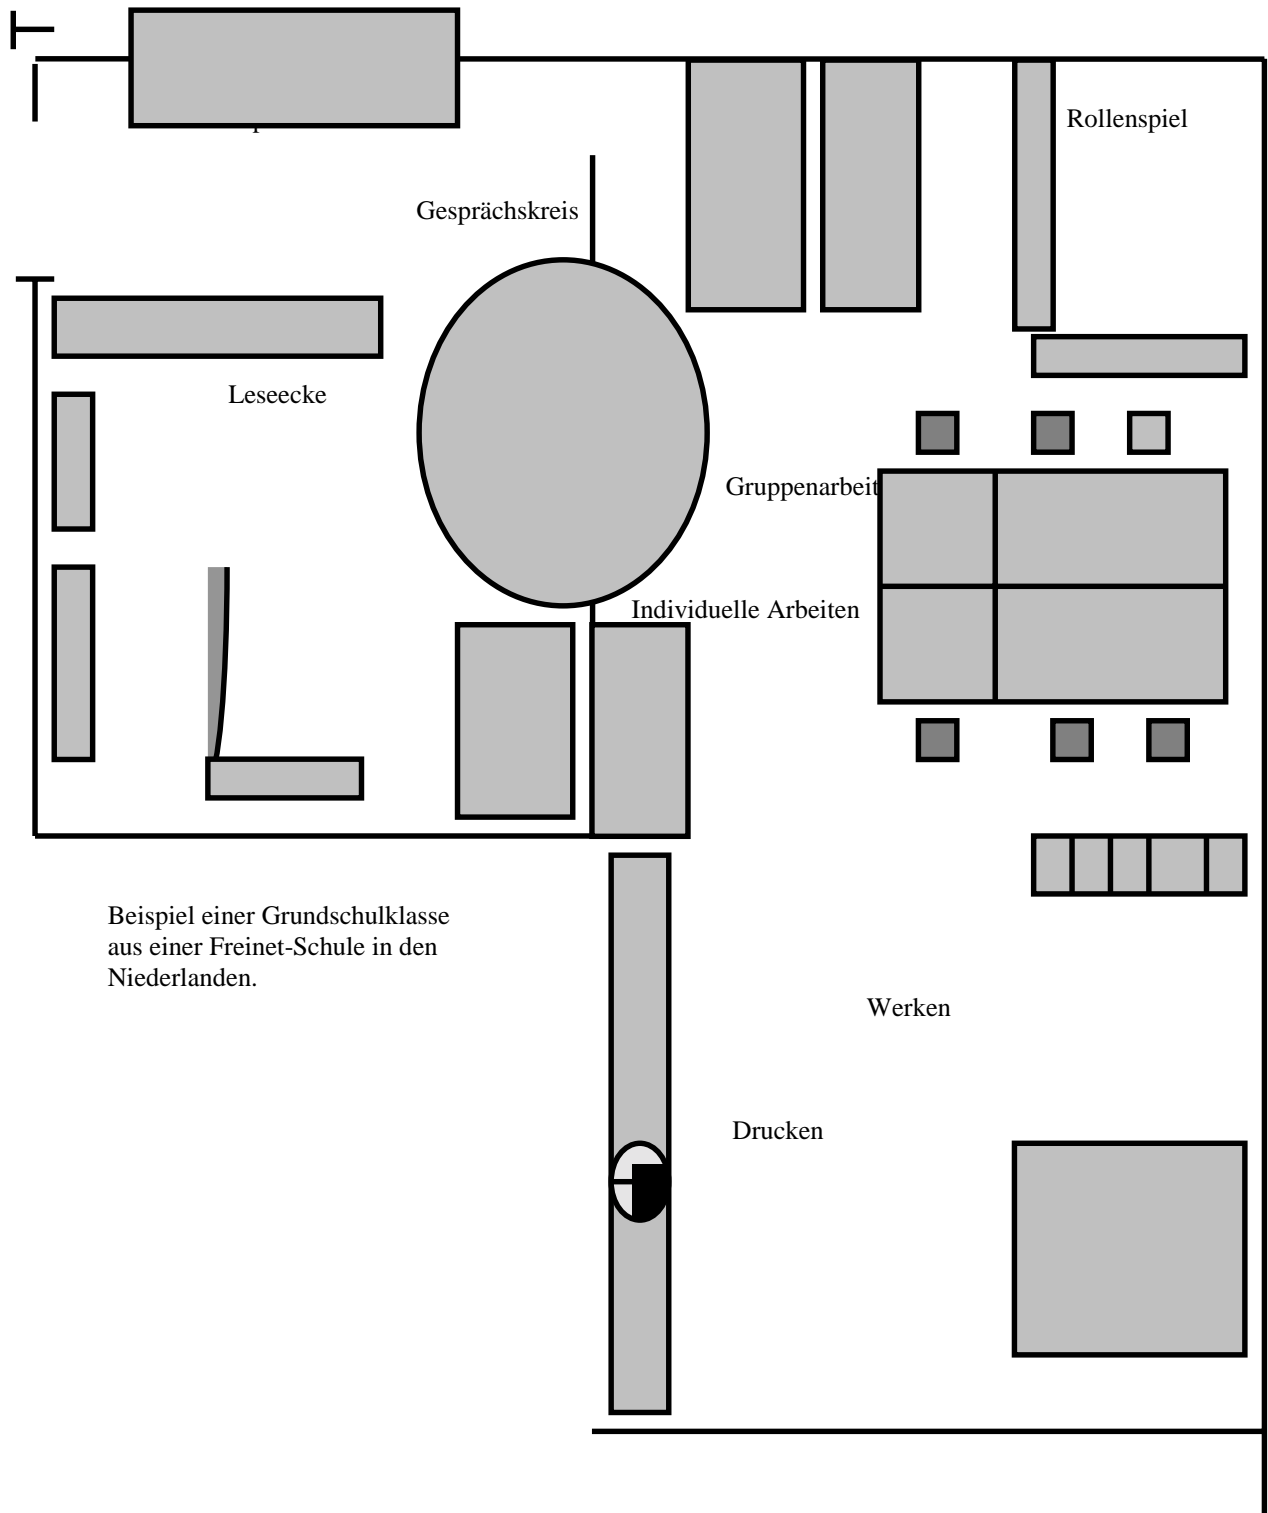 Rollenspiel
Gesprächskreis
Leseecke
Gruppenarbeit
Individuelle Arbeiten
Beispiel einer Grundschulklasse
aus einer Freinet-Schule in den
Niederlanden.
Werken
Drucken